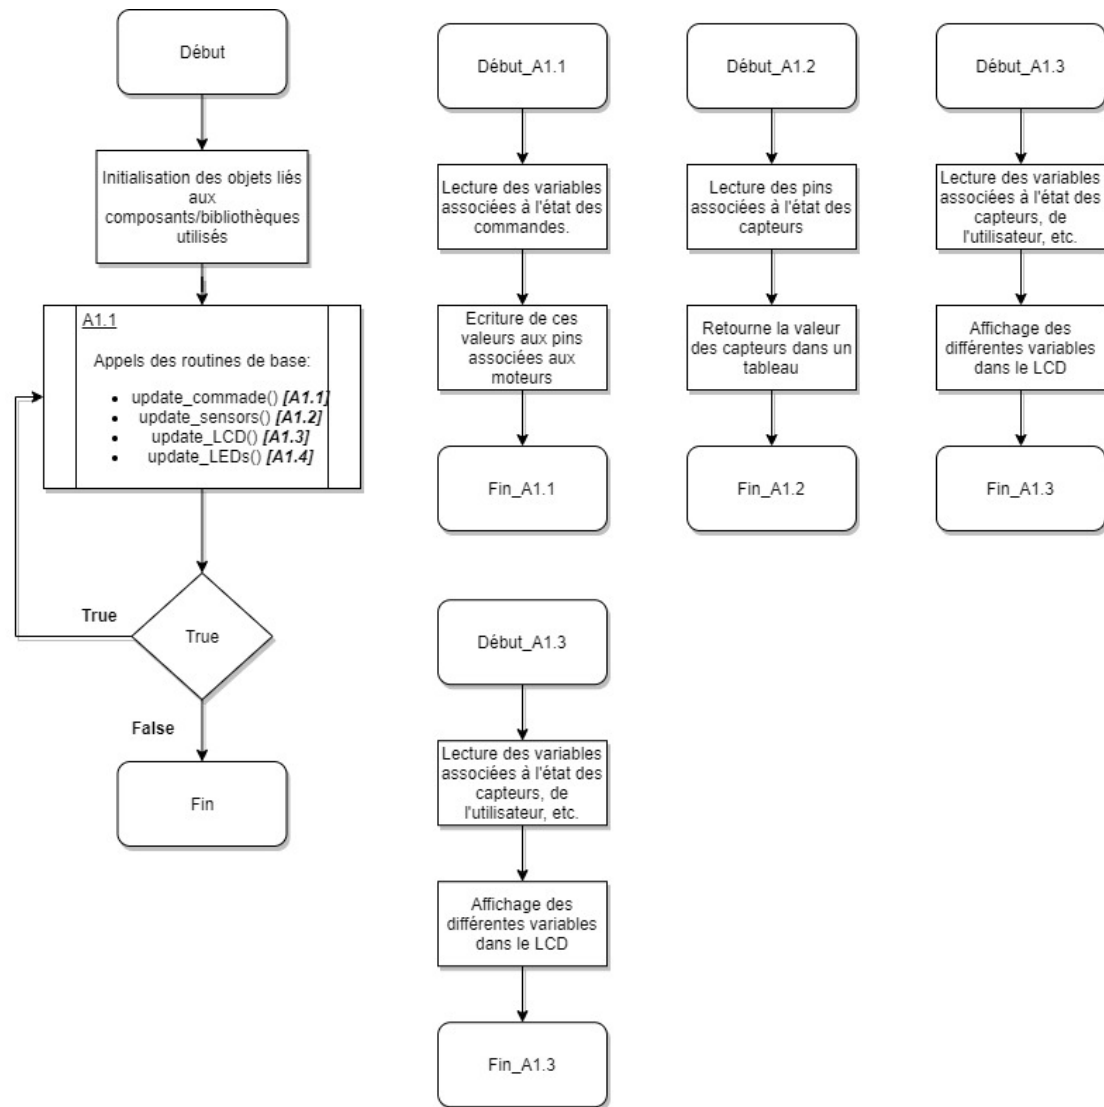 Début
Initialisation des objets liés
aux
composants/bibliothèques
utilisés
A1.1
Appels des routines de base:
• update_commade() [A1.1]
• update_sensors() [A1.2]
• update_LCD() [A1.3]
• update_LEDs() [A1.4]
True
True
False
Fin
Début_A1.1
Lecture des variables
associées à l'état des
commandes.
Ecriture de ces
valeurs aux pins
associées aux
moteurs
Fin_A1.1
Début_A1.2
Lecture des pins
associées à l'état des
capteurs
Retourne la valeur
des capteurs dans un
tableau
Fin_A1.2
Début_A1.3
Lecture des variables
associées à l'état des
capteurs, de
l'utilisateur, etc.
Affichage des
différentes variables
dans le LCD
Fin_A1.3
Début_A1.3
Lecture des variables
associées à l'état des
capteurs, de
l'utilisateur, etc.
Affichage des
différentes variables
dans le LCD
Fin_A1.3